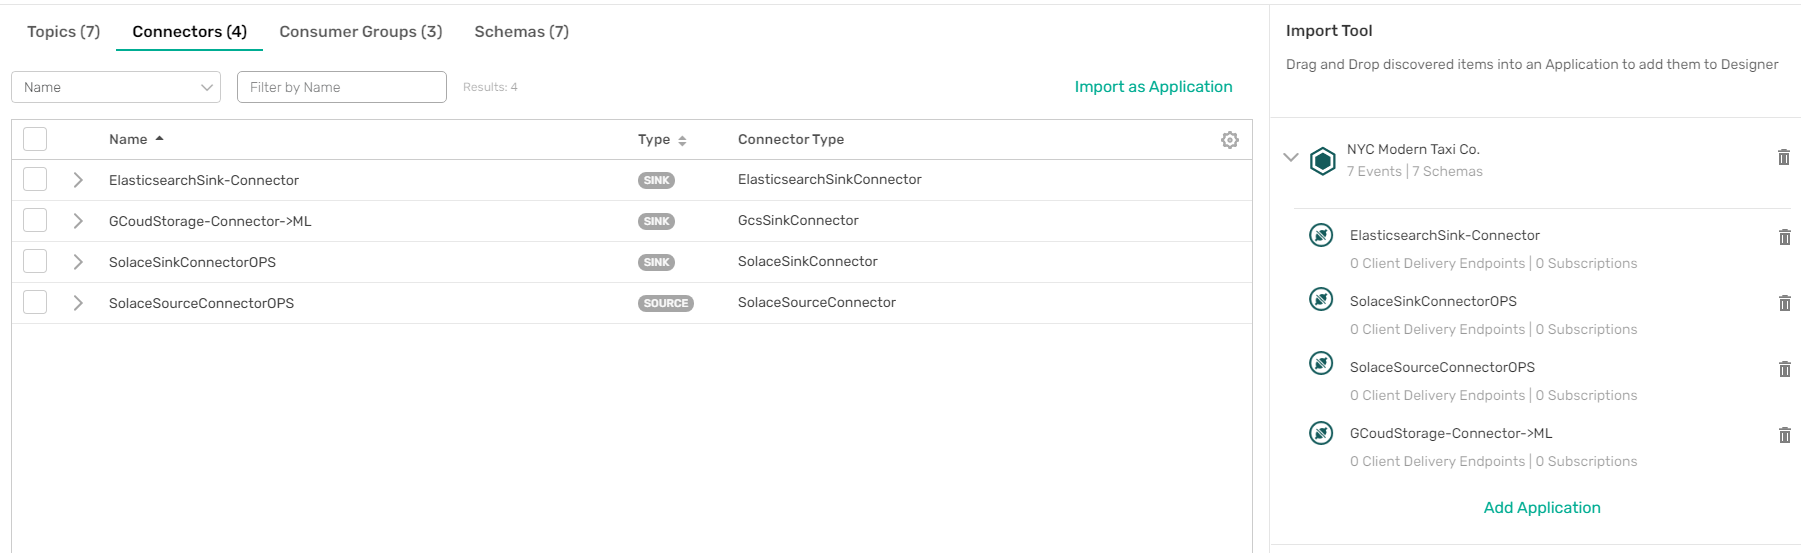 Topics (7) Connectors (4) Consumer Groups (3) Schemas (7)
Name Filter by Name Results: 4 Import as Application
Name Type Connector Type
ElasticsearchSink-Connector SINK ElasticsearchSinkConnector
GCoudStorage-Connector->ML SINK GcsSinkConnector
SolaceSinkConnectorOPS SINK SolaceSinkConnector
SolaceSourceConnectorOPS SOURCE SolaceSourceConnector
Import Tool
Drag and Drop discovered items into an Application to add them to Designer
NYC Modern Taxi Co.
7 Events | 7 Schemas
ElasticsearchSink-Connector
0 Client Delivery Endpoints | 0 Subscriptions
SolaceSinkConnectorOPS
0 Client Delivery Endpoints | 0 Subscriptions
SolaceSourceConnectorOPS
0 Client Delivery Endpoints | 0 Subscriptions
GCoudStorage-Connector->ML
0 Client Delivery Endpoints | 0 Subscriptions
Add Application